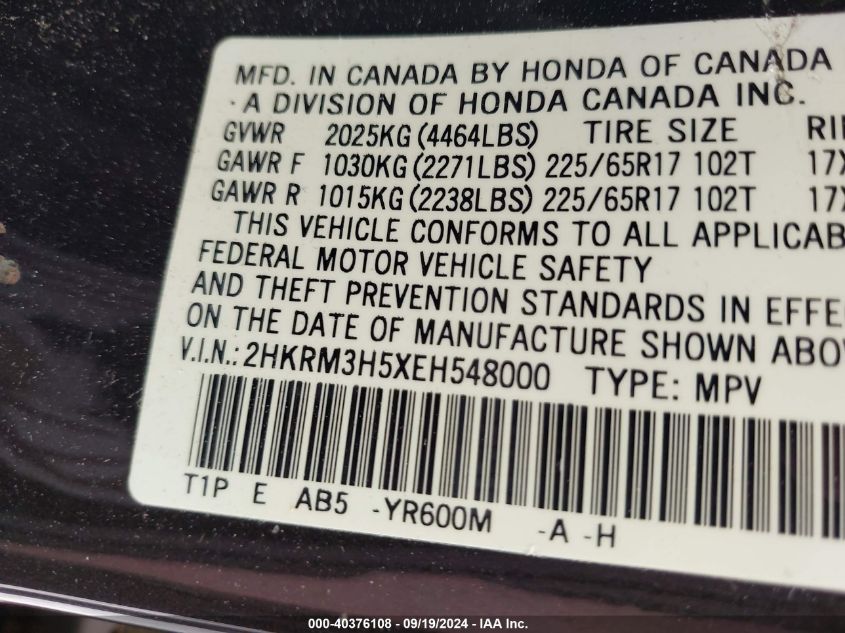 MFD. IN CANADA BY HONDA OF CANADA
· A DIVISION OF HONDA CANADA INC.
GVWR 2025KG (4464LBS) TIRE SIZE RI
GAWR F 1030KG (2271LBS) 225/65R17 102T 17X
GAWR R 1015KG (2238LBS) 225/65R17 102T 17X
THIS VEHICLE CONFORMS TO ALL APPLICAB
FEDERAL MOTOR VEHICLE SAFETY
AND THEFT PREVENTION STANDARDS IN EFFE
ON THE DATE OF MANUFACTURE SHOWN ABO
V.I.N.: 2HKRM3H5XEH548000 TYPE: MPV
T1P E AB5 -YR600M -A -H
000-40376108 - 09/19/2024 - IAA Inc.